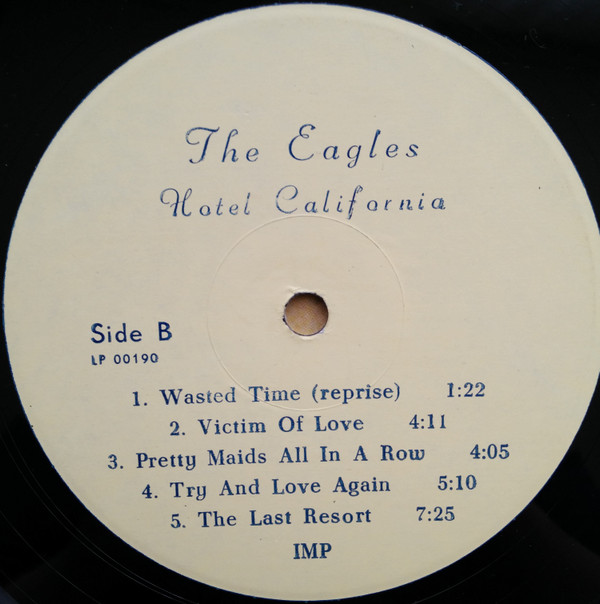 The Eagles
Hotel California
Side B
LP 00190
1. Wasted Time (reprise) 1:22
2. Victim Of Love 4:11
3. Pretty Maids All In A Row 4:05
4. Try And Love Again 5:10
5. The Last Resort 7:25
IMP